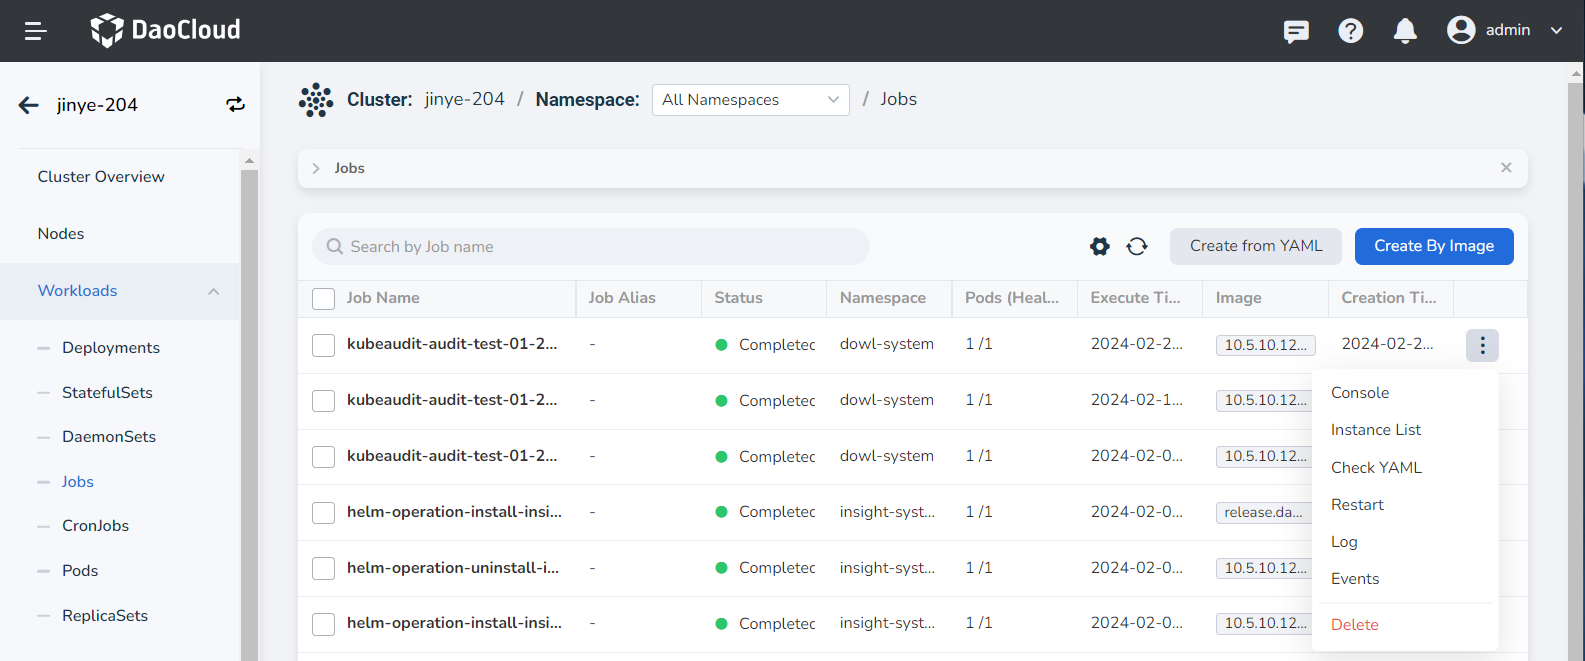 DaoCloud
admin
jinye-204
Cluster: jinye-204 / Namespace: All Namespaces / Jobs
Cluster Overview
Nodes
Workloads
Deployments
StatefulSets
DaemonSets
Jobs
CronJobs
Pods
ReplicaSets
Jobs
Search by Job name
Create from YAML
Create By Image
Job Name Job Alias Status Namespace Pods (Heal... Execute Ti... Image Creation Ti...
kubeaudit-audit-test-01-2... - Completec dowl-system 1 /1 2024-02-2... 10.5.10.12... 2024-02-2...
kubeaudit-audit-test-01-2... - Completec dowl-system 1 /1 2024-02-1... 10.5.10.12...
kubeaudit-audit-test-01-2... - Completec dowl-system 1 /1 2024-02-0... 10.5.10.12...
helm-operation-install-insi... - Completec insight-syst... 1 /1 2024-02-0... release.da...
helm-operation-uninstall-i... - Completec insight-syst... 1 /1 2024-02-0... 10.5.10.12...
helm-operation-install-insi... - Completec insight-syst... 1 /1 2024-02-0... 10.5.10.12...
Console
Instance List
Check YAML
Restart
Log
Events
Delete